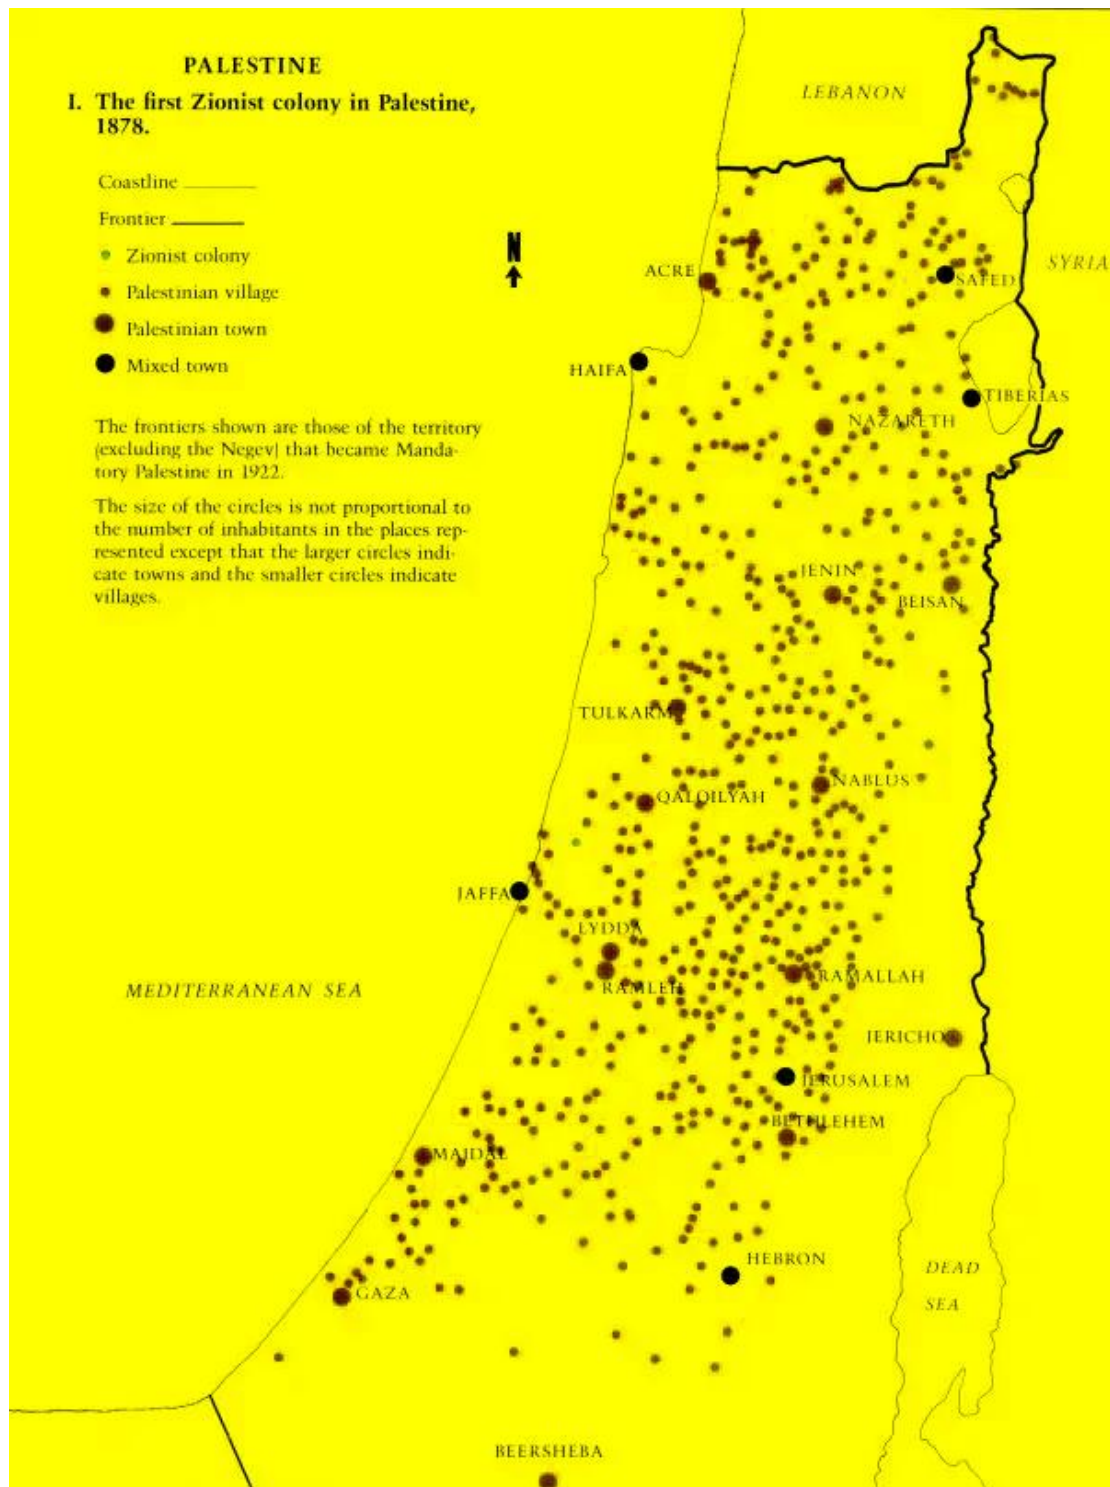 PALESTINE
I. The first Zionist colony in Palestine,
1878.
Coastline
Frontier
Zionist colony
Palestinian village
Palestinian town
Mixed town
The frontiers shown are those of the territory
(excluding the Negev) that became Manda-
tory Palestine in 1922.
The size of the circles is not proportional to
the number of inhabitants in the places rep-
resented except that the larger circles indi-
cate towns and the smaller circles indicate
villages.
N
LEBANON
SYRIA
ACRE
SAFED
HAIFA
TIBERIAS
NAZARETH
JENIN
BEISAN
TULKARM
NABLUS
QALQILYAH
JAFFA
LYDDA
RAMLEH
RAMALLAH
MEDITERRANEAN SEA
JERICHO
JERUSALEM
BETHLEHEM
MAJDAL
HEBRON
DEAD
SEA
GAZA
BEERSHEBA